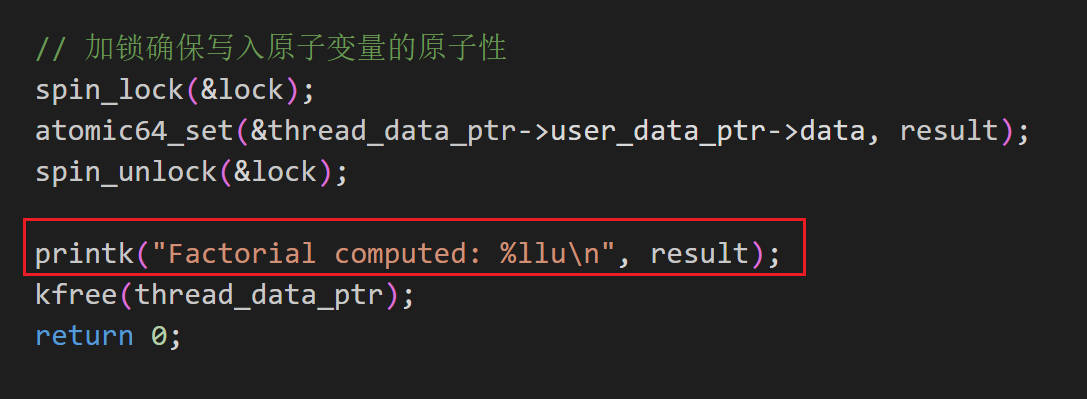 // 加锁确保写入原子变量的原子性
spin_lock(&lock);
atomic64_set(&thread_data_ptr->user_data_ptr->data, result);
spin_unlock(&lock);
printk("Factorial computed: %llu\n", result);
kfree(thread_data_ptr);
return 0;